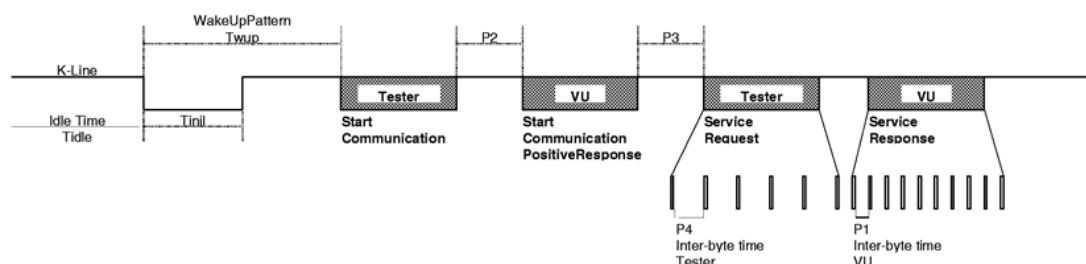 WakeUpPattern
Twup
P2
P3
K-Line
Tester
VU
Tester
VU
Idle Time
Tidle
Tinil
Start
Communication
Start
Communication
PositiveResponse
Service
Request
Service
Response
P4
Inter-byte time
Tester
P1
Inter-byte time
VU